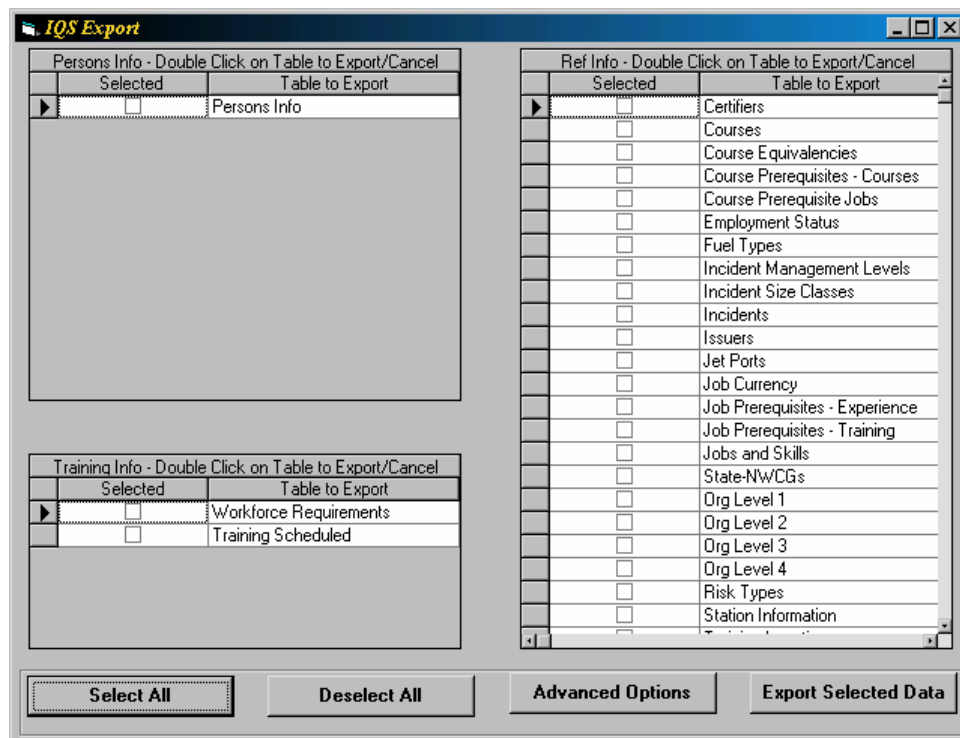 IQS Export
Persons Info - Double Click on Table to Export/Cancel
Selected Table to Export
Persons Info
Training Info - Double Click on Table to Export/Cancel
Selected Table to Export
Workforce Requirements
Training Scheduled
Ref Info - Double Click on Table to Export/Cancel
Selected Table to Export
Certifiers
Courses
Course Equivalencies
Course Prerequisites - Courses
Course Prerequisite Jobs
Employment Status
Fuel Types
Incident Management Levels
Incident Size Classes
Incidents
Issuers
Jet Ports
Job Currency
Job Prerequisites - Experience
Job Prerequisites - Training
Jobs and Skills
State-NWCGs
Org Level 1
Org Level 2
Org Level 3
Org Level 4
Risk Types
Station Information
Select All Deselect All Advanced Options Export Selected Data